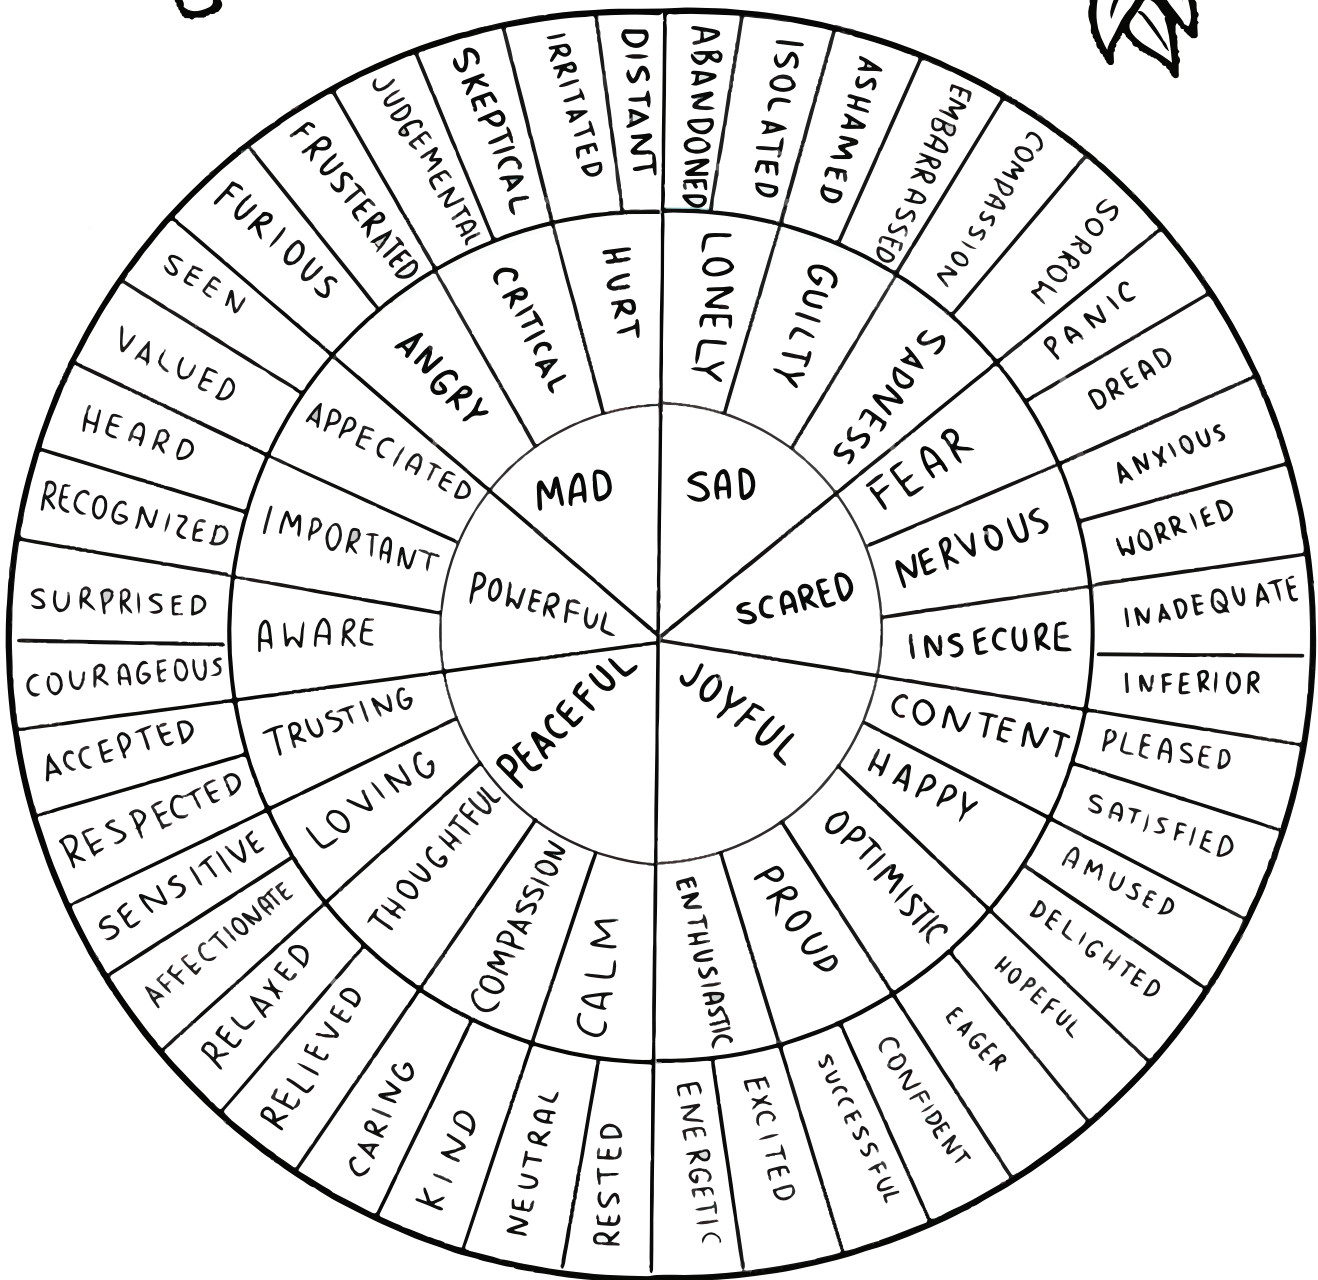 MAD
SAD
SCARED
JOYFUL
PEACEFUL
POWERFUL
HURT
LONELY
GUILTY
SADNESS
FEAR
NERVOUS
INSECURE
CONTENT
HAPPY
OPTIMISTIC
PROUD
ENTHUSIASTIC
CALM
COMPASSION
THOUGHTFUL
LOVING
TRUSTING
AWARE
IMPORTANT
APPECIATED
ANGRY
CRITICAL
DISTANT
ABANDONED
ISOLATED
ASHAMED
EMBARRASSED
COMPASSION
SORROW
PANIC
DREAD
ANXIOUS
WORRIED
INADEQUATE
INFERIOR
PLEASED
SATISFIED
AMUSED
DELIGHTED
HOPEFUL
EAGER
CONFIDENT
SUCCESSFUL
EXCITED
ENERGETIC
RESTED
NEUTRAL
KIND
CARING
RELIEVED
RELAXED
AFFECTIONATE
SENSITIVE
RESPECTED
ACCEPTED
COURAGEOUS
SURPRISED
RECOGNIZED
HEARD
VALUED
SEEN
FURIOUS
FRUSTERATED
JUDGEMENTAL
SKEPTICAL
IRRITATED